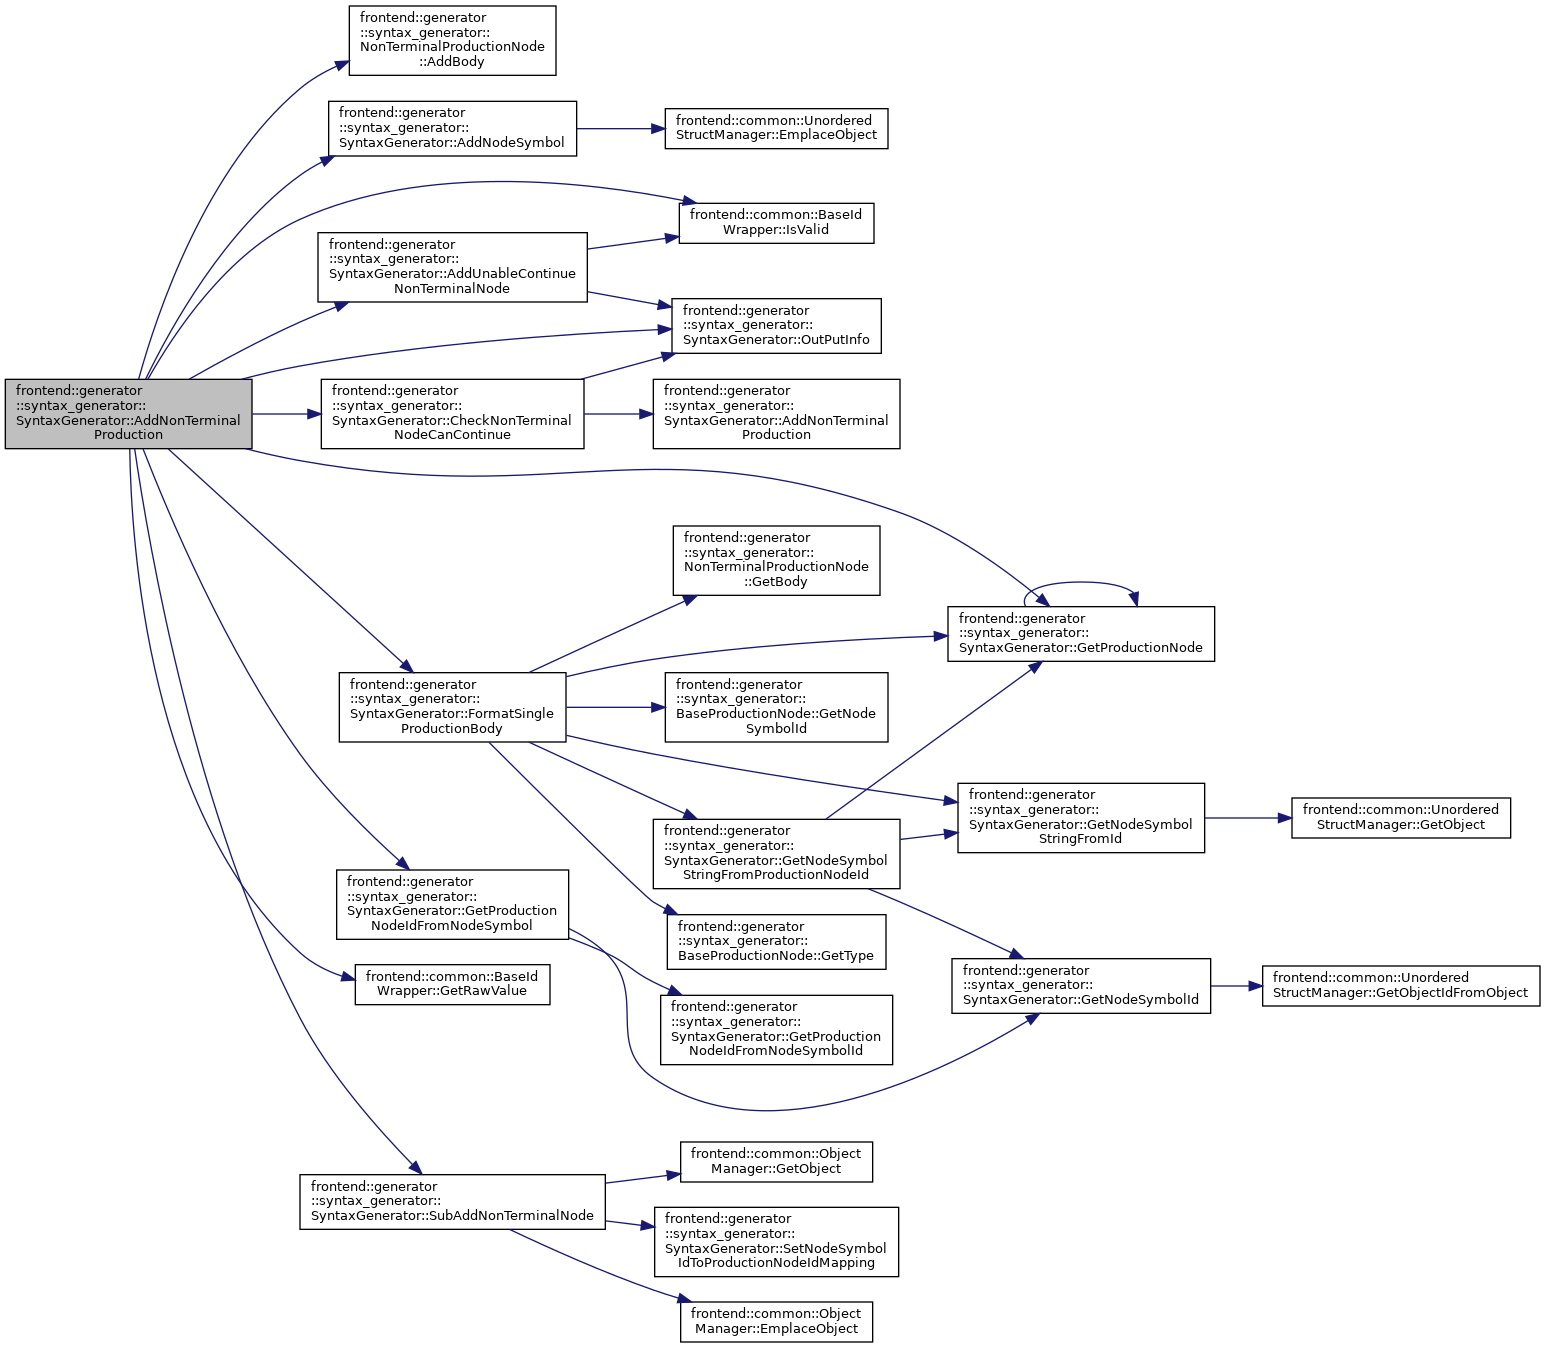 frontend::generator
::syntax_generator::
NonTerminalProductionNode
::AddBody
frontend::generator
::syntax_generator::
SyntaxGenerator::AddNodeSymbol
frontend::common::Unordered
StructManager::EmplaceObject
frontend::common::BaseId
Wrapper::IsValid
frontend::generator
::syntax_generator::
SyntaxGenerator::AddUnableContinue
NonTerminalNode
frontend::generator
::syntax_generator::
SyntaxGenerator::OutPutInfo
frontend::generator
::syntax_generator::
SyntaxGenerator::AddNonTerminal
Production
frontend::generator
::syntax_generator::
SyntaxGenerator::CheckNonTerminal
NodeCanContinue
frontend::generator
::syntax_generator::
SyntaxGenerator::AddNonTerminal
Production
frontend::generator
::syntax_generator::
NonTerminalProductionNode
::GetBody
frontend::generator
::syntax_generator::
SyntaxGenerator::GetProductionNode
frontend::generator
::syntax_generator::
SyntaxGenerator::FormatSingle
ProductionBody
frontend::generator
::syntax_generator::
BaseProductionNode::GetNode
SymbolId
frontend::generator
::syntax_generator::
SyntaxGenerator::GetNodeSymbol
StringFromId
frontend::common::Unordered
StructManager::GetObject
frontend::generator
::syntax_generator::
SyntaxGenerator::GetNodeSymbol
StringFromProductionNodeId
frontend::generator
::syntax_generator::
SyntaxGenerator::GetProduction
NodeIdFromNodeSymbol
frontend::generator
::syntax_generator::
BaseProductionNode::GetType
frontend::common::BaseId
Wrapper::GetRawValue
frontend::generator
::syntax_generator::
SyntaxGenerator::GetNodeSymbolId
frontend::common::Unordered
StructManager::GetObjectIdFromObject
frontend::generator
::syntax_generator::
SyntaxGenerator::GetProduction
NodeIdFromNodeSymbolId
frontend::common::Object
Manager::GetObject
frontend::generator
::syntax_generator::
SyntaxGenerator::SubAddNonTerminalNode
frontend::generator
::syntax_generator::
SyntaxGenerator::SetNodeSymbol
IdToProductionNodeIdMapping
frontend::common::Object
Manager::EmplaceObject